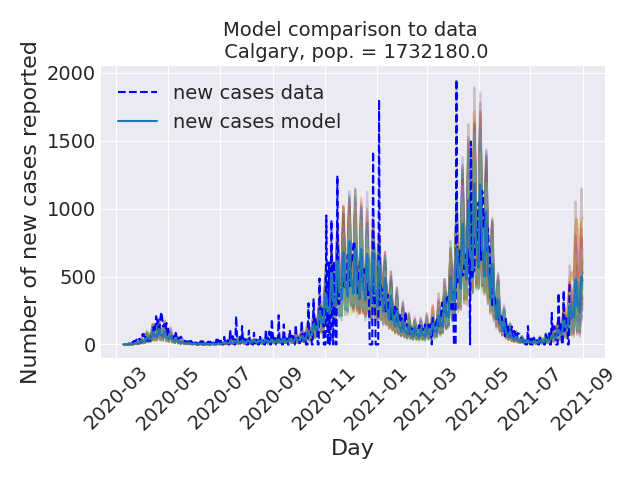 Model comparison to data
Calgary, pop. = 1732180.0
Number of new cases reported
2000
1500
1000
500
0
new cases data
new cases model
2020-03
2020-05
2020-07
2020-09
2020-11
2021-01
2021-03
2021-05
2021-07
2021-09
Day